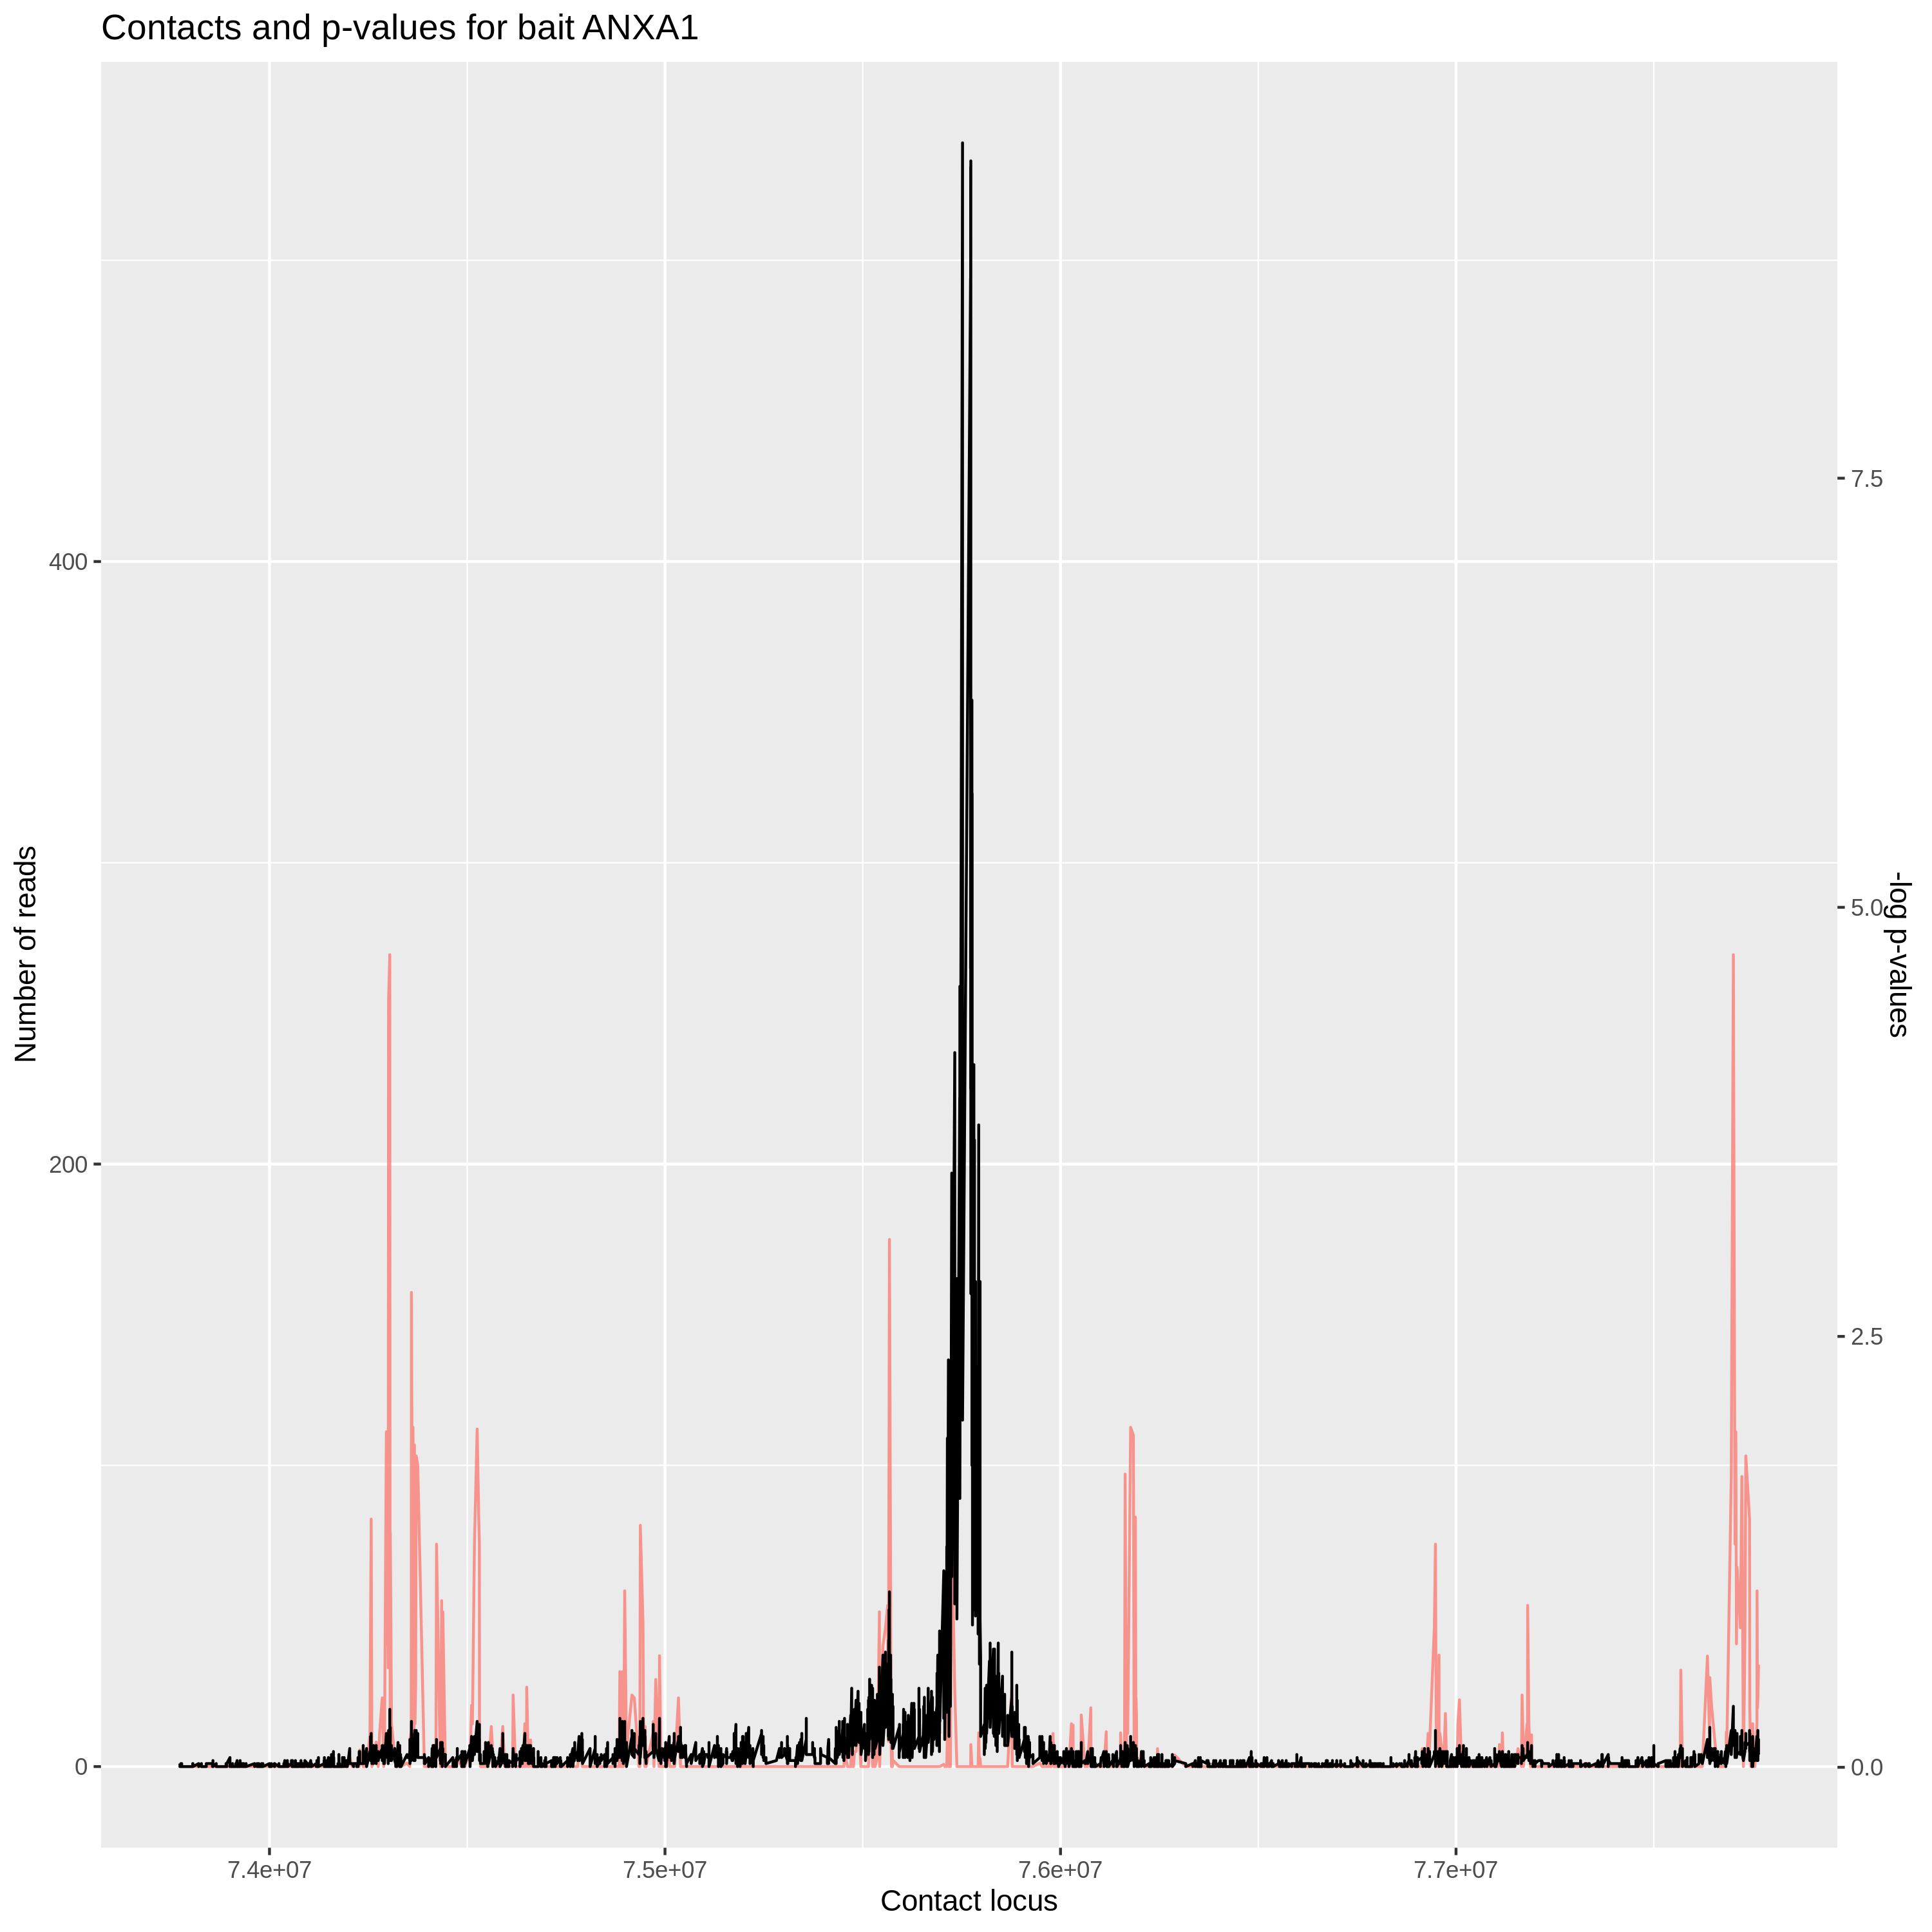 Contacts and p-values for bait ANXA1
Number of reads
400
200
0
7.5
5.0
2.5
0.0
-log p-values
7.4e+07
7.5e+07
7.6e+07
7.7e+07
Contact locus